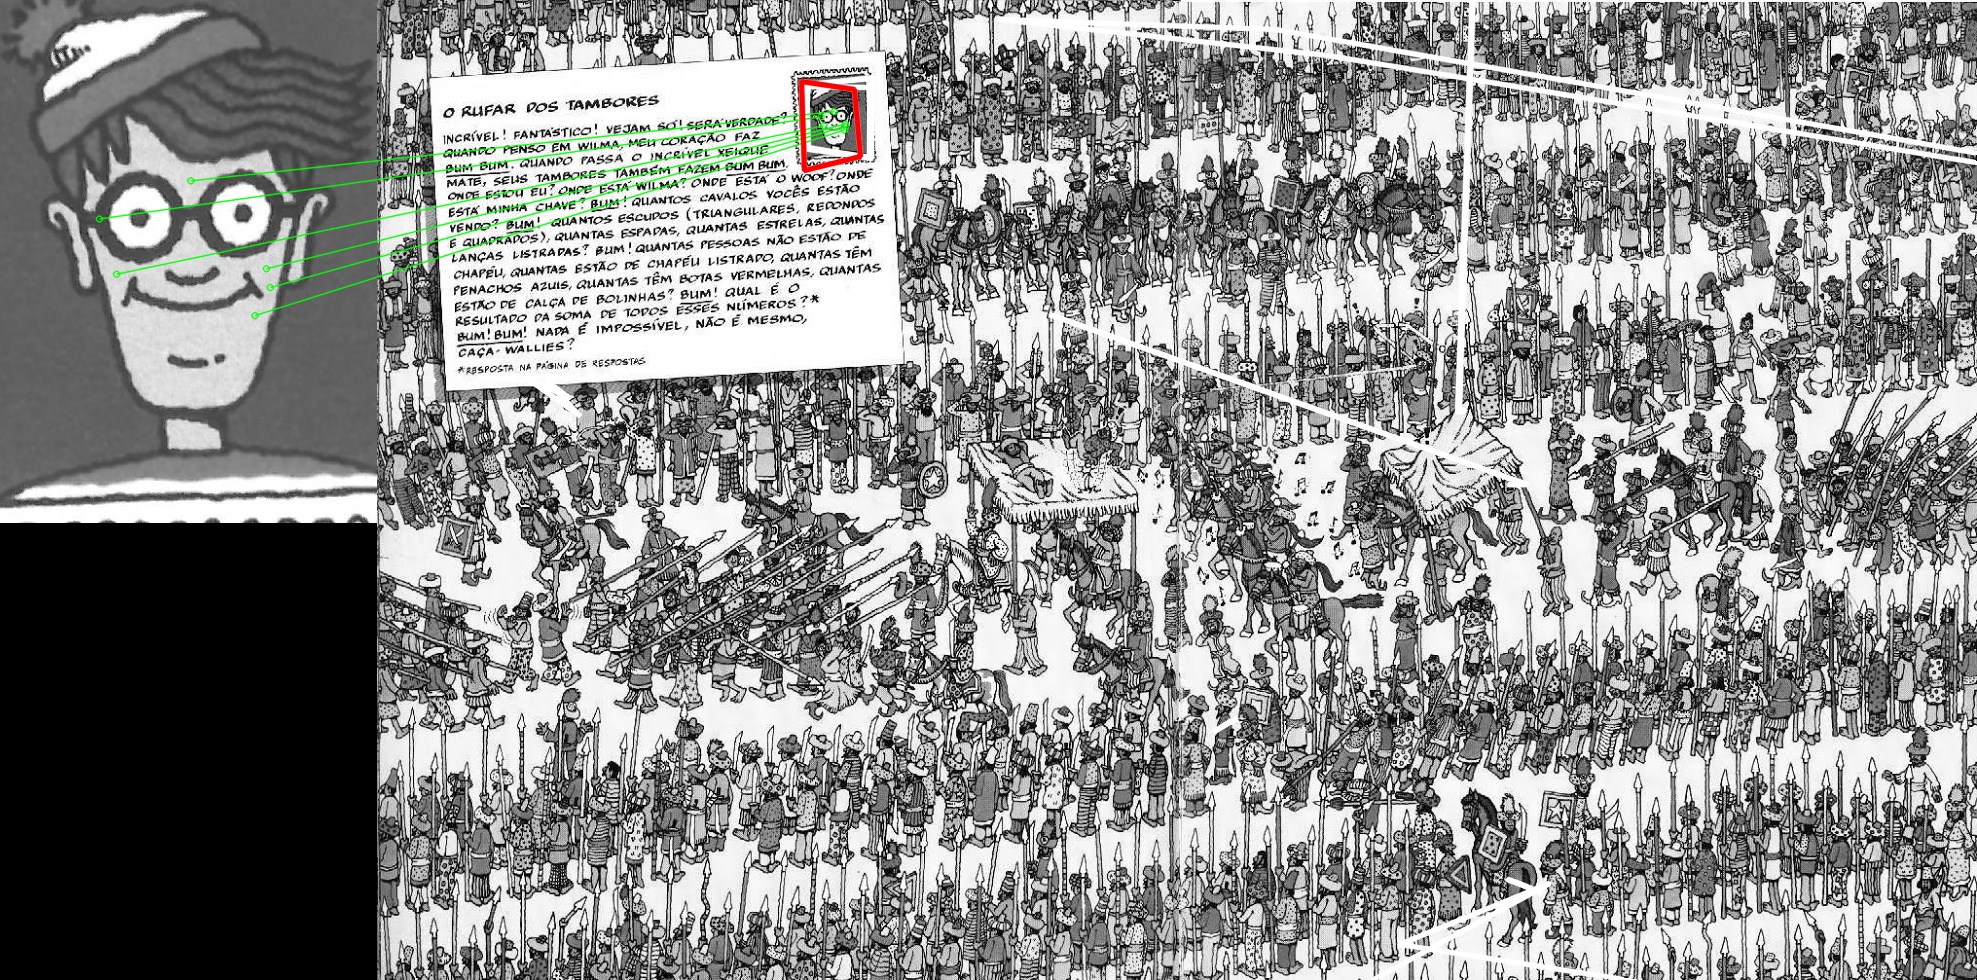 O RUFAR DOS TAMBORES
INCRÍVEL! FANTÁSTICO! VEJAM SÓ! SERÁ VERDADE?
QUANDO PENSO EM WILMA, MEU CORAÇÃO FAZ
BUM BUM. QUANDO PASSA O INCRÍVEL XEIQUE
MATE, SEUS TAMBORES TAMBÉM FAZEM BUM BUM.
ONDE ESTOU EU? ONDE ESTÁ WILMA? ONDE ESTÁ O WOOF? ONDE
ESTÁ MINHA CHAVE? BUM! QUANTOS CAVALOS VOCÊS ESTÃO
VENDO? BUM! QUANTOS ESCUDOS (TRIANGULARES, REDONDOS
E QUADRADOS), QUANTAS ESPADAS, QUANTAS ESTRELAS, QUANTAS
LANÇAS LISTRADAS? BUM! QUANTAS PESSOAS NÃO ESTÃO DE
CHAPÉU, QUANTAS ESTÃO DE CHAPÉU LISTRADO, QUANTAS TÊM
PENACHOS AZUIS, QUANTAS TÊM BOTAS VERMELHAS, QUANTAS
ESTÃO DE CALÇA DE BOLINHAS? BUM! QUAL É O
RESULTADO DA SOMA DE TODOS ESSES NÚMEROS?*
BUM! BUM! NADA É IMPOSSÍVEL, NÃO É MESMO,
CAÇA-WALLIES?
*RESPOSTA NA PÁGINA DE RESPOSTAS